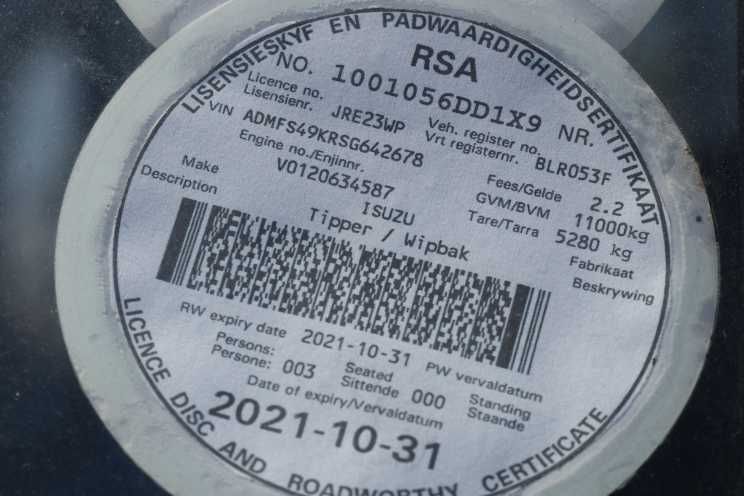 LISENSIESKYF EN PADWAARDIGHEIDSERTIFIKAAT
RSA
NO. 1001056DD1X9 NR.
Licence no. JRE23WP Veh. register no.
Lisensienr. Vrt registernr. BLR053F
VIN ADMFS49KRSG642678 Fees/Gelde 2.2
Engine no./Enjinnr. GVM/BVM 11000kg
V0120634587 Tare/Tarra 5280 kg
Make ISUZU Fabrikaat
Description Tipper / Wipbak Beskrywing
RW expiry date 2021-10-31 PW vervaldatum
Persons: Seated Standing
Persone: 003 Sittende 000 Staande
Date of expiry/Vervaldatum
2021-10-31
LICENCE DISC AND ROADWORTHY CERTIFICATE